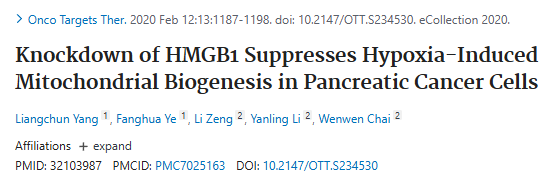 > Onco Targets Ther. 2020 Feb 12:13:1187-1198. doi: 10.2147/OTT.S234530. eCollection 2020.
Knockdown of HMGB1 Suppresses Hypoxia-Induced
Mitochondrial Biogenesis in Pancreatic Cancer Cells
Liangchun Yang 1, Fanghua Ye 1, Li Zeng 2, Yanling Li 2, Wenwen Chai 2
Affiliations + expand
PMID: 32103987 PMCID: PMC7025163 DOI: 10.2147/OTT.S234530